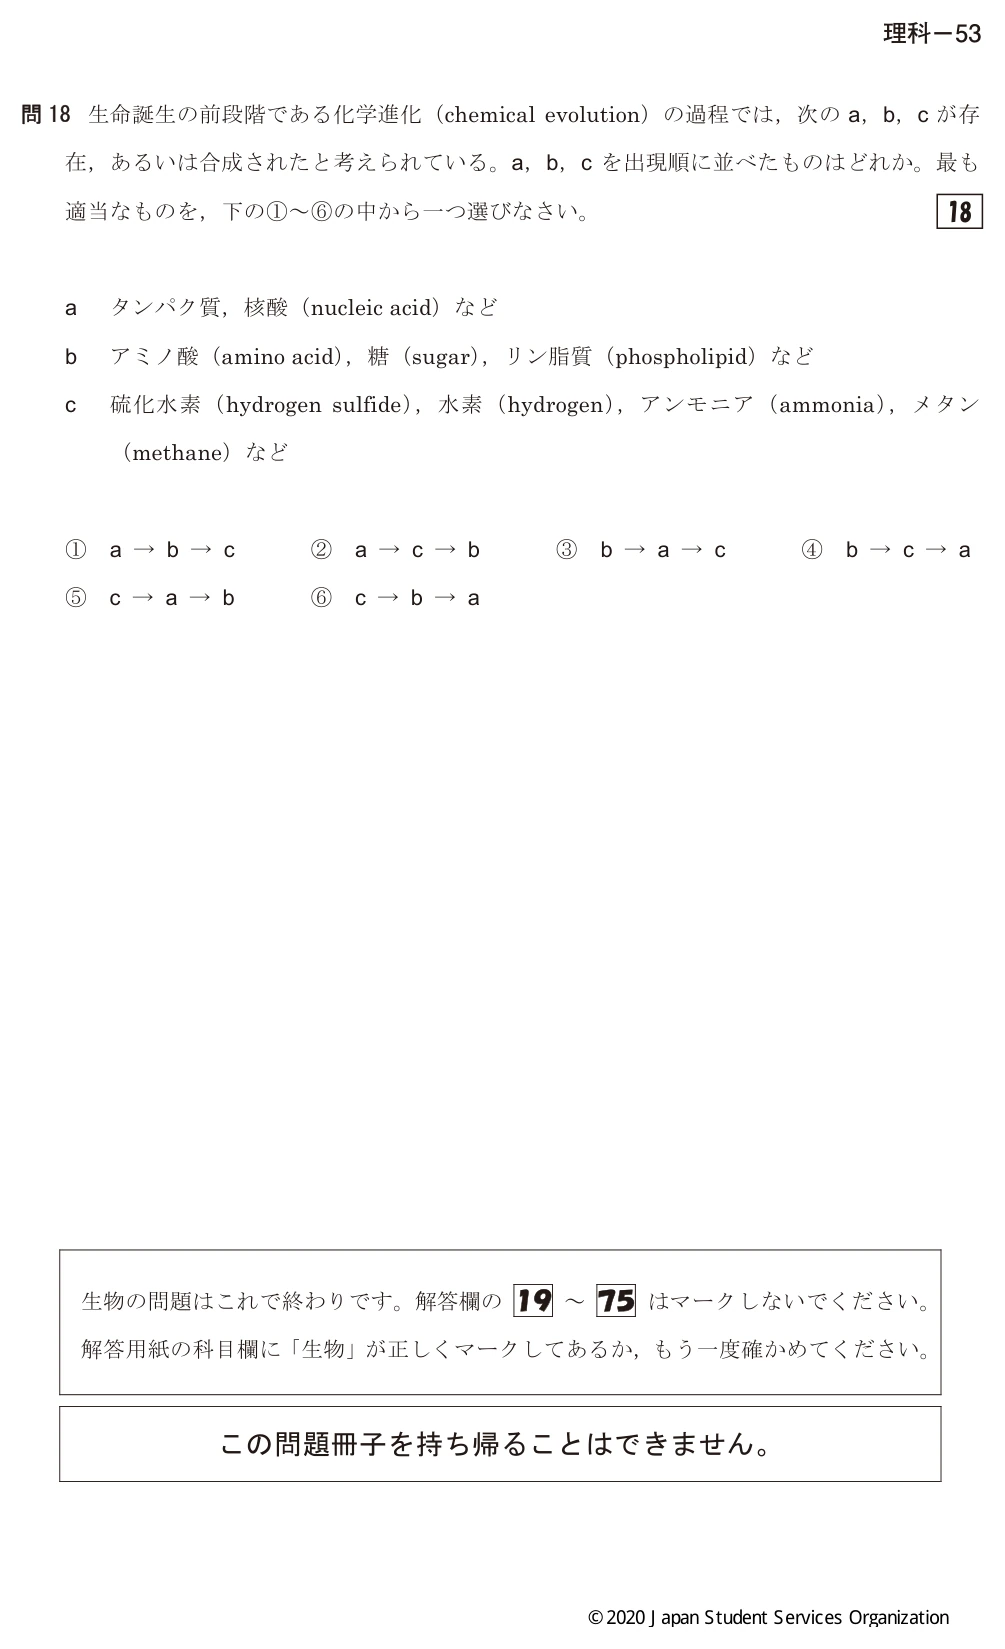 理科－53
問18 生命誕生の前段階である化学進化（chemical evolution）の過程では，次の a，b，c が存
在，あるいは合成されたと考えられている。a，b，c を出現順に並べたものはどれか。最も
適当なものを，下の①～⑥の中から一つ選びなさい。 18
a タンパク質，核酸（nucleic acid）など
b アミノ酸（amino acid），糖（sugar），リン脂質（phospholipid）など
c 硫化水素（hydrogen sulfide），水素（hydrogen），アンモニア（ammonia），メタン
（methane）など
① a → b → c ② a → c → b ③ b → a → c ④ b → c → a
⑤ c → a → b ⑥ c → b → a
生物の問題はこれで終わりです。解答欄の 19 ～ 75 はマークしないでください。
解答用紙の科目欄に「生物」が正しくマークしてあるか，もう一度確かめてください。
この問題冊子を持ち帰ることはできません。
© 2020 Japan Student Services Organization